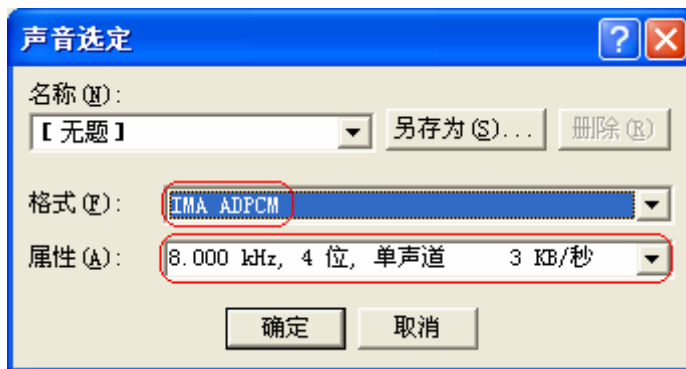 声音选定
名称(N):
[无题]
另存为(S)...
删除(R)
格式(F):
IMA ADPCM
属性(A):
8.000 kHz, 4 位, 单声道 3 KB/秒
确定
取消